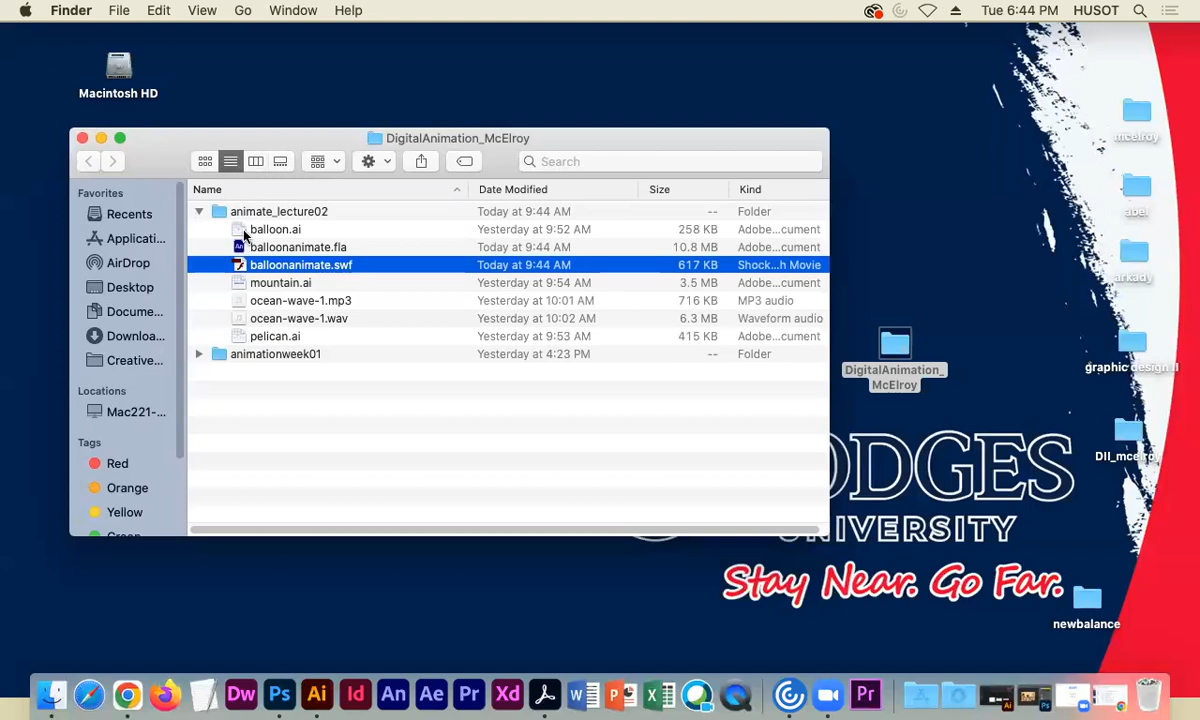 Finder File Edit View Go Window Help Tue 6:44 PM HUSOT
Macintosh HD
DigitalAnimation_McElroy
Search
Favorites
Recents
Applicati...
AirDrop
Desktop
Docume...
Downloa...
Creative...
Locations
Mac221-...
Tags
Red
Orange
Yellow
Green
Name Date Modified Size Kind
animate_lecture02 Today at 9:44 AM -- Folder
balloon.ai Yesterday at 9:52 AM 258 KB Adobe...cument
balloonanimate.fla Today at 9:44 AM 10.8 MB Adobe...cument
balloonanimate.swf Today at 9:44 AM 617 KB Shock...h Movie
mountain.ai Yesterday at 9:54 AM 3.5 MB Adobe...cument
ocean-wave-1.mp3 Yesterday at 10:01 AM 716 KB MP3 audio
ocean-wave-1.wav Yesterday at 10:02 AM 6.3 MB Waveform audio
pelican.ai Yesterday at 9:53 AM 415 KB Adobe...cument
animationweek01 Yesterday at 4:23 PM -- Folder
mcelroy
abel
arkady
DigitalAnimation_
McElroy
graphic design II
DII_mcelroy
newbalance
ODGES
UNIVERSITY
Stay Near. Go Far.
An
Dw Ps Ai Id An Ae Pr Xd W P X Pr